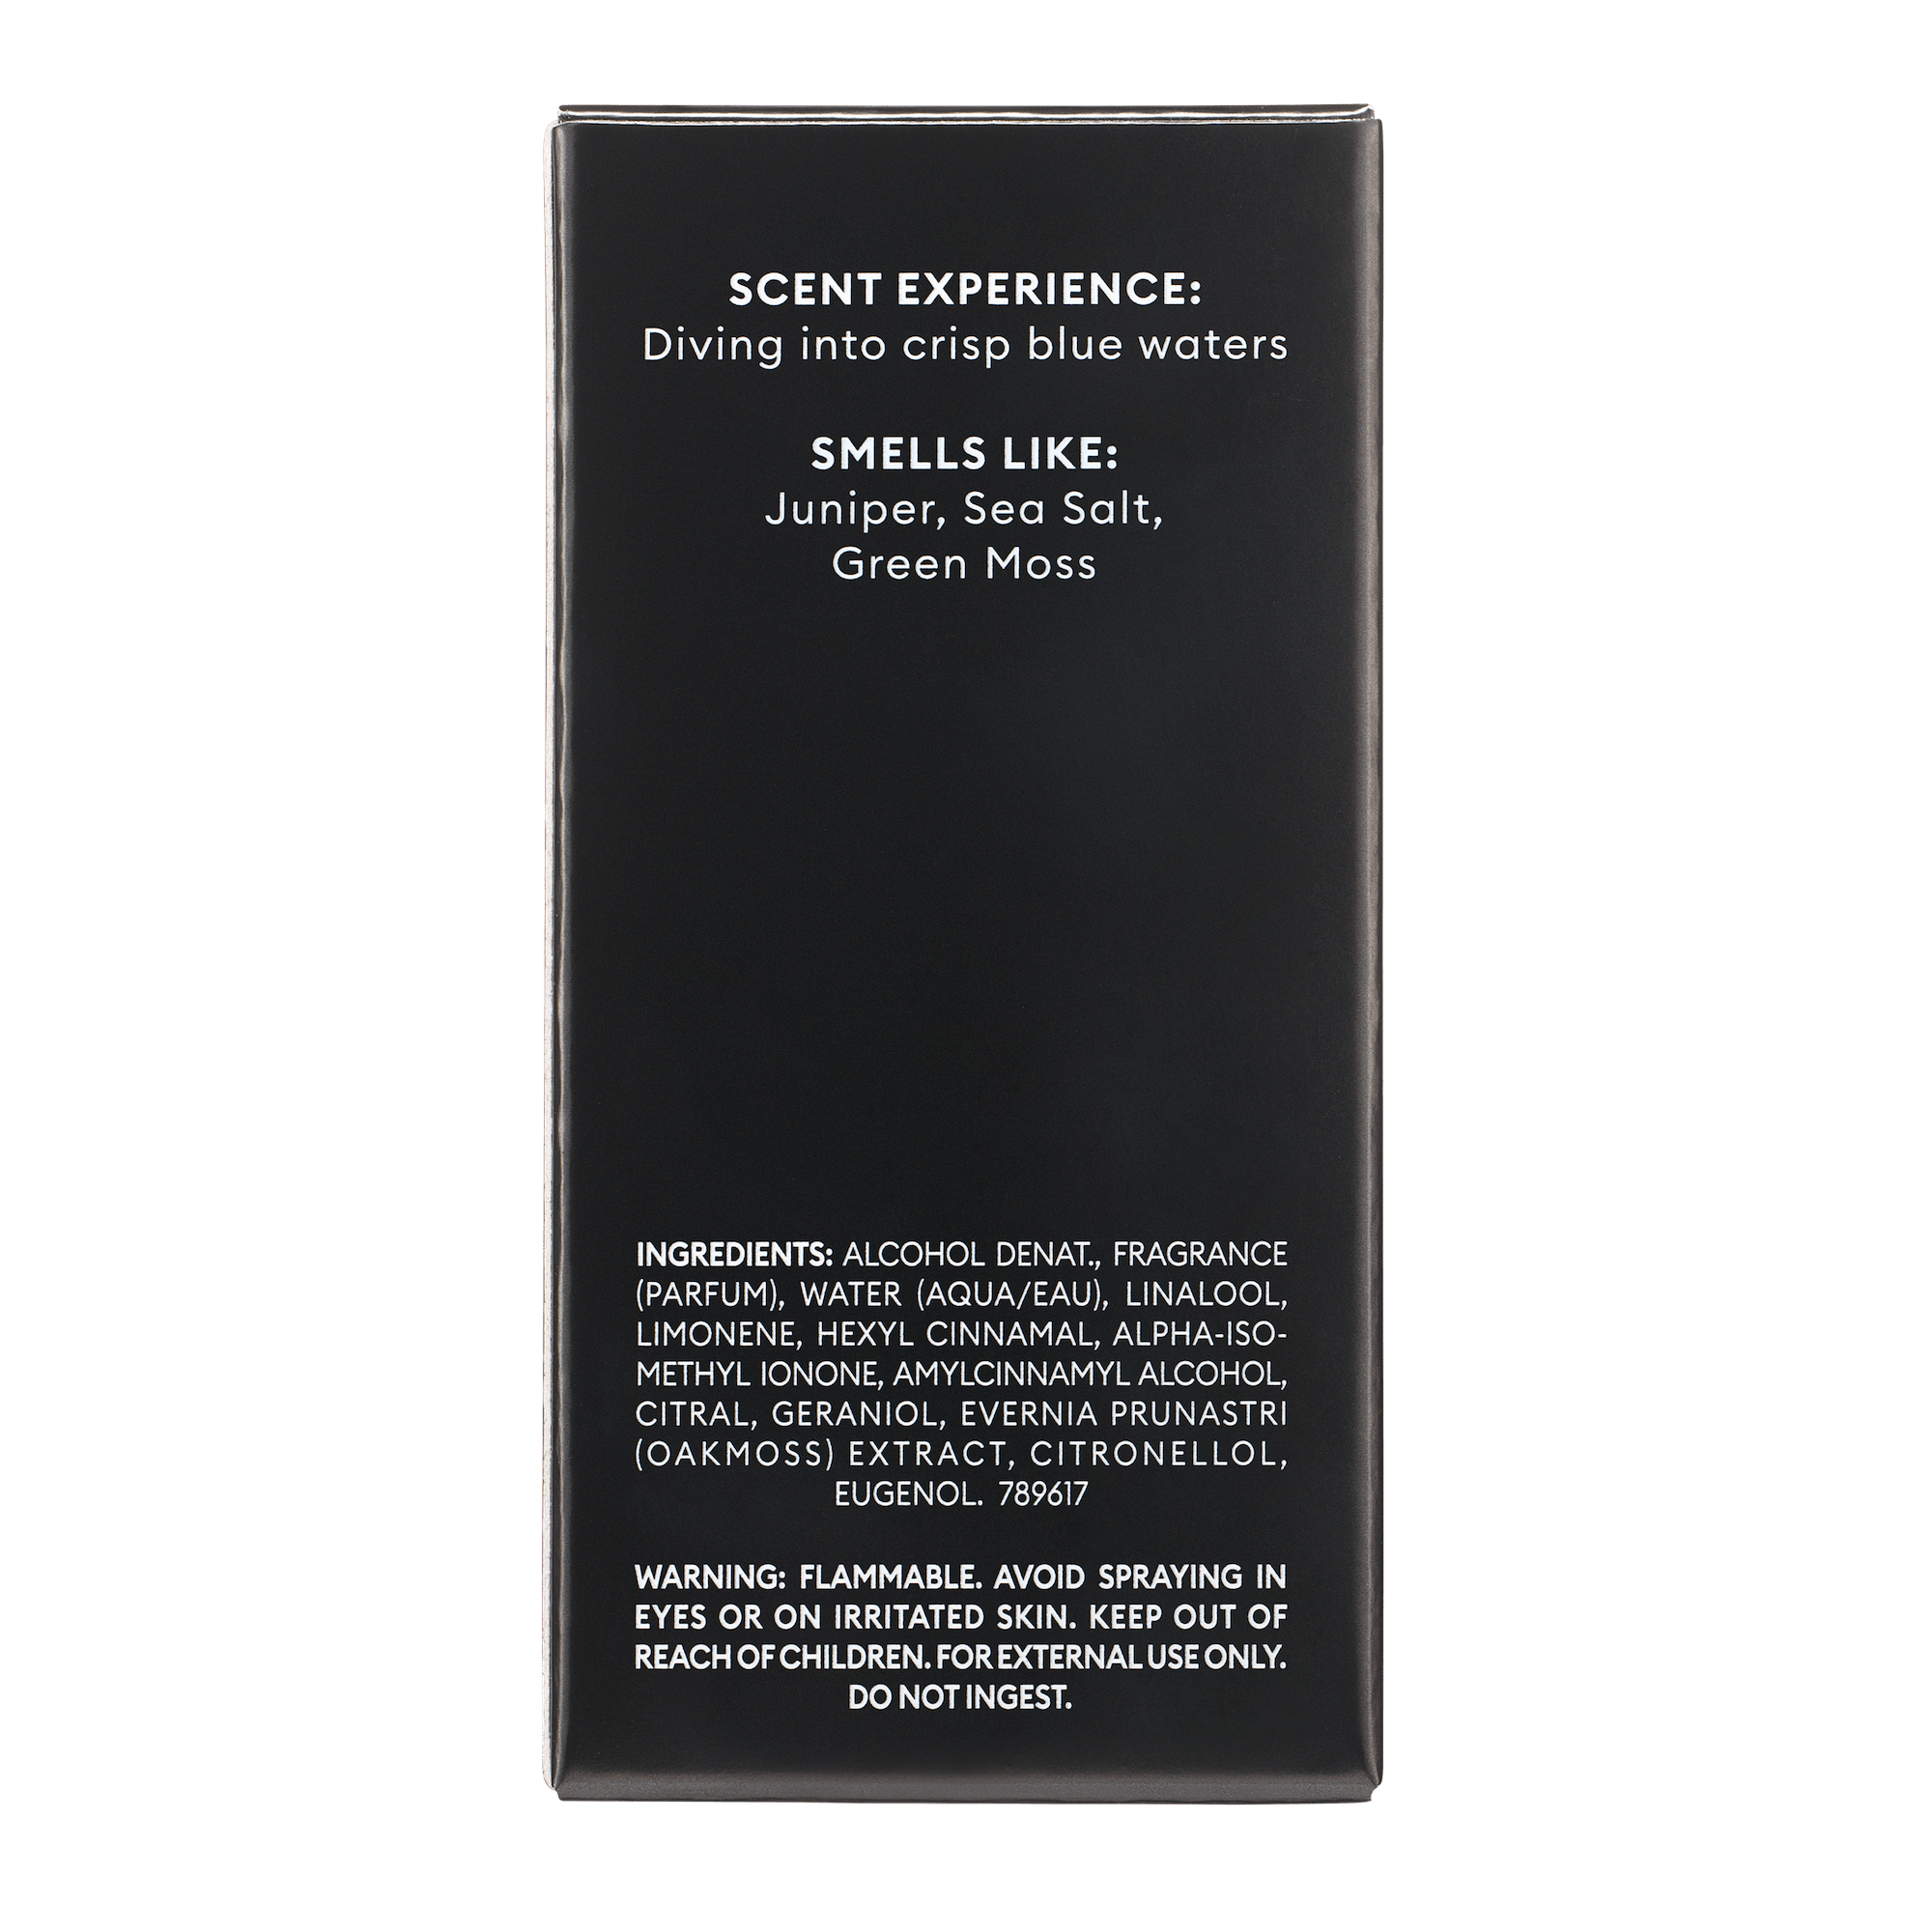 SCENT EXPERIENCE:
Diving into crisp blue waters
SMELLS LIKE:
Juniper, Sea Salt,
Green Moss
INGREDIENTS: ALCOHOL DENAT., FRAGRANCE
(PARFUM), WATER (AQUA/EAU), LINALOOL,
LIMONENE, HEXYL CINNAMAL, ALPHA-ISO-
METHYL IONONE, AMYLCINNAMYL ALCOHOL,
CITRAL, GERANIOL, EVERNIA PRUNASTRI
(OAKMOSS) EXTRACT, CITRONELLOL,
EUGENOL. 789617
WARNING: FLAMMABLE. AVOID SPRAYING IN
EYES OR ON IRRITATED SKIN. KEEP OUT OF
REACH OF CHILDREN. FOR EXTERNAL USE ONLY.
DO NOT INGEST.